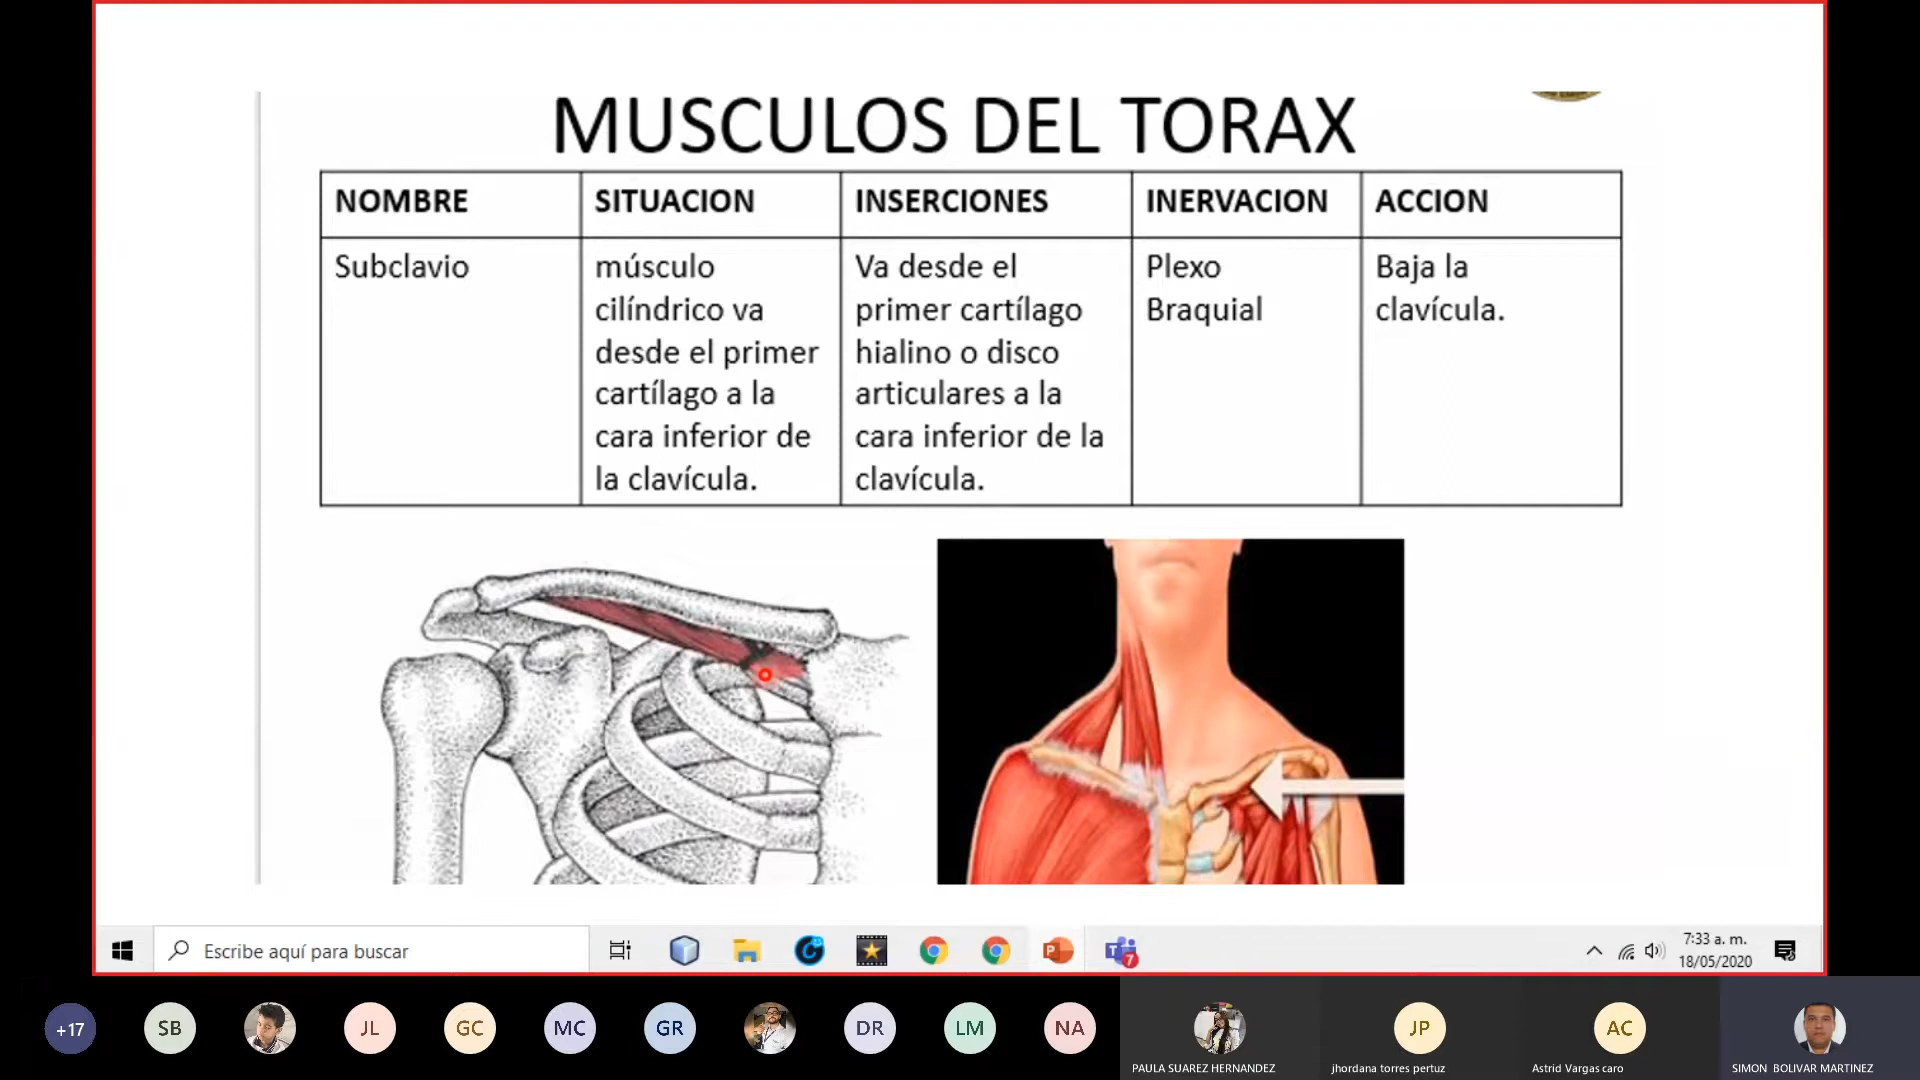 MUSCULOS DEL TORAX
NOMBRE
SITUACION
INSERCIONES
INERVACION
ACCION
Subclavio
músculo
cilíndrico va
desde el primer
cartílago a la
cara inferior de
la clavícula.
Va desde el
primer cartílago
hialino o disco
articulares a la
cara inferior de la
clavícula.
Plexo
Braquial
Baja la
clavícula.
Escribe aquí para buscar
7
7:33 a. m.
18/05/2020
+17
SB
JL
GC
MC
GR
DR
LM
NA
PAULA SUAREZ HERNANDEZ
JP
jhordana torres pertuz
AC
Astrid Vargas caro
SIMON BOLIVAR MARTINEZ